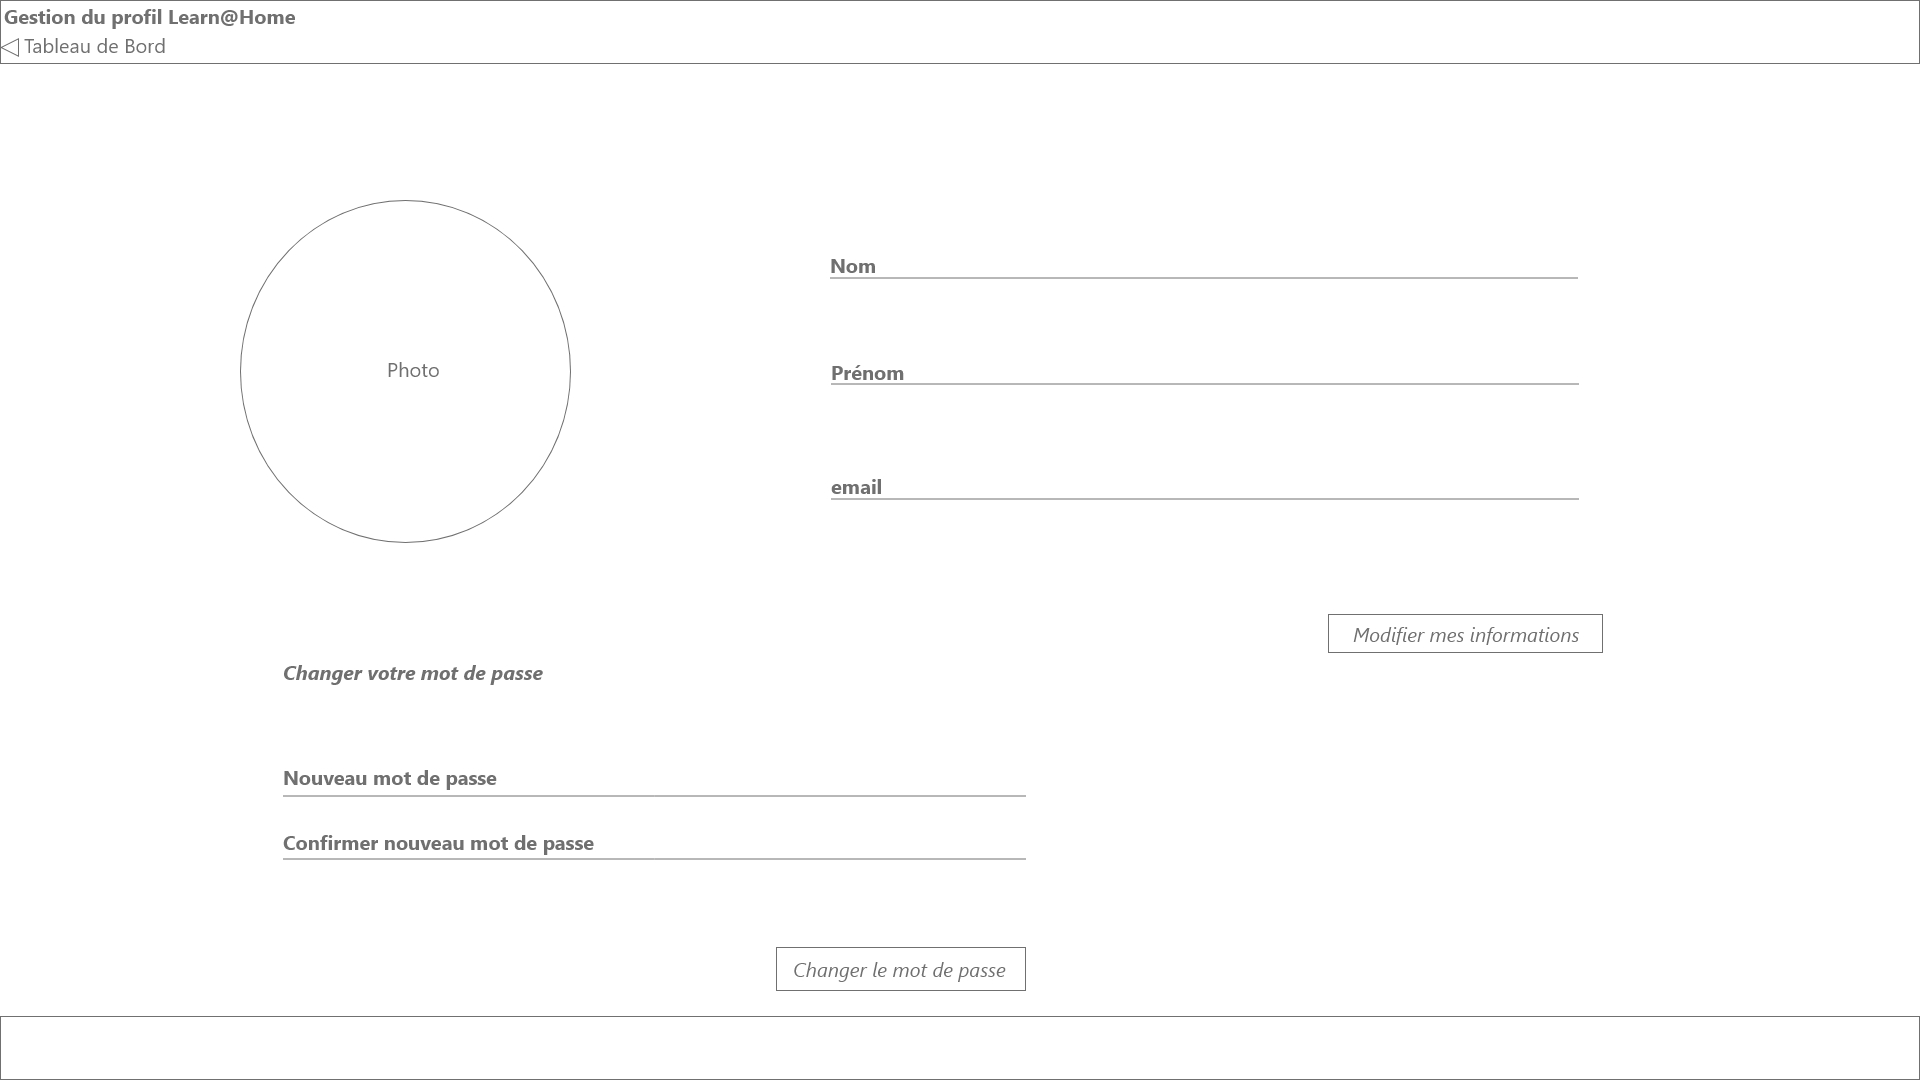 Gestion du profil Learn@Home
Tableau de Bord
Photo
Nom
Prénom
email
Modifier mes informations
Changer votre mot de passe
Nouveau mot de passe
Confirmer nouveau mot de passe
Changer le mot de passe